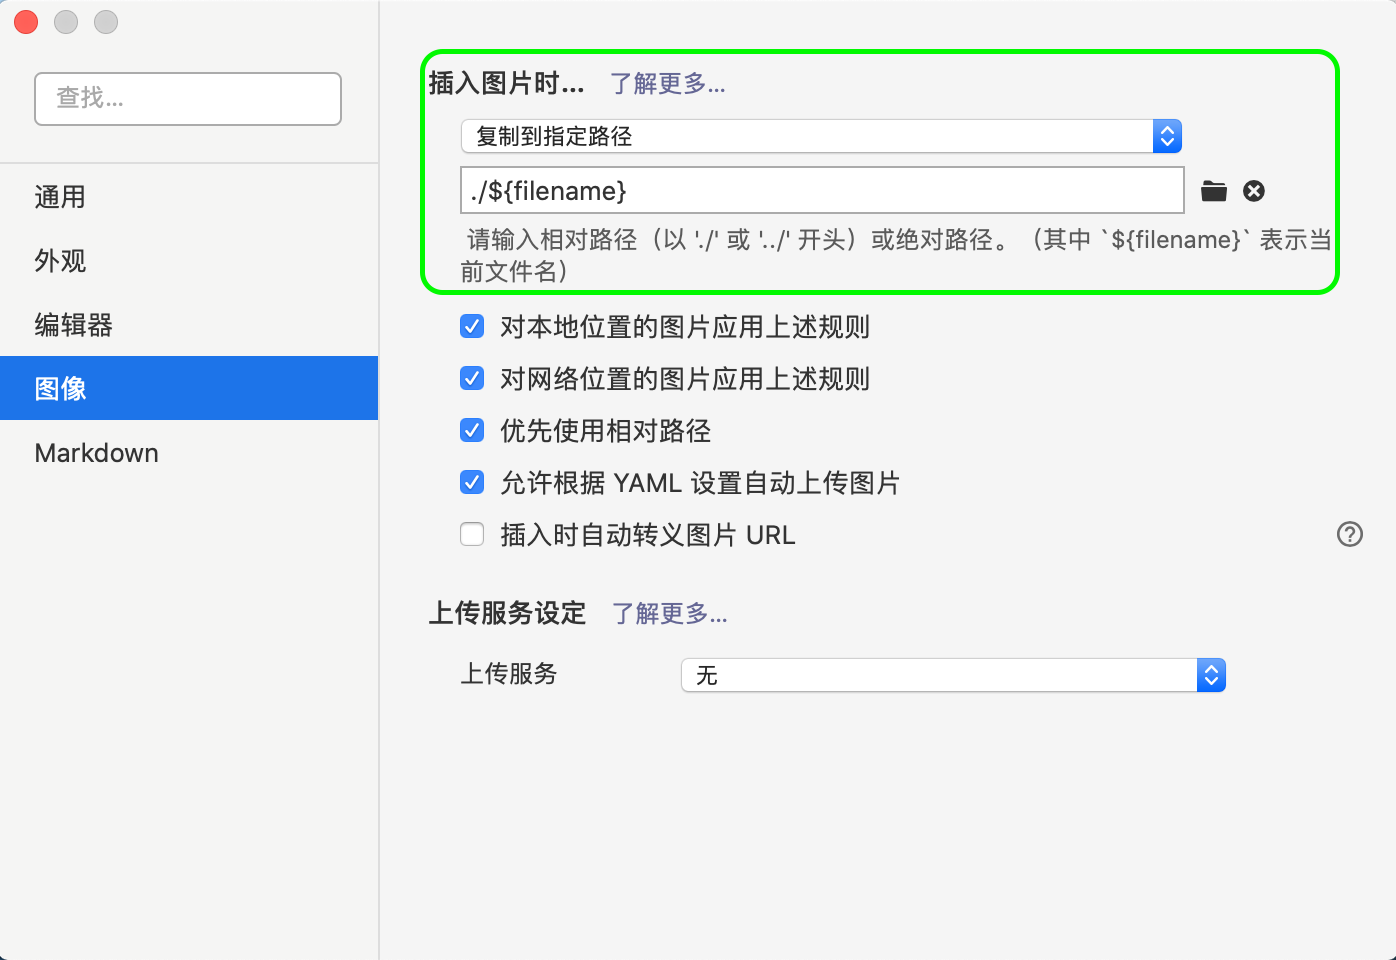 查找...
通用
外观
编辑器
图像
Markdown
插入图片时... 了解更多...
复制到指定路径
./${filename}
请输入相对路径（以 './' 或 '../' 开头）或绝对路径。（其中 `${filename}` 表示当
前文件名）
对本地位置的图片应用上述规则
对网络位置的图片应用上述规则
优先使用相对路径
允许根据 YAML 设置自动上传图片
插入时自动转义图片 URL
上传服务设定 了解更多...
上传服务 无